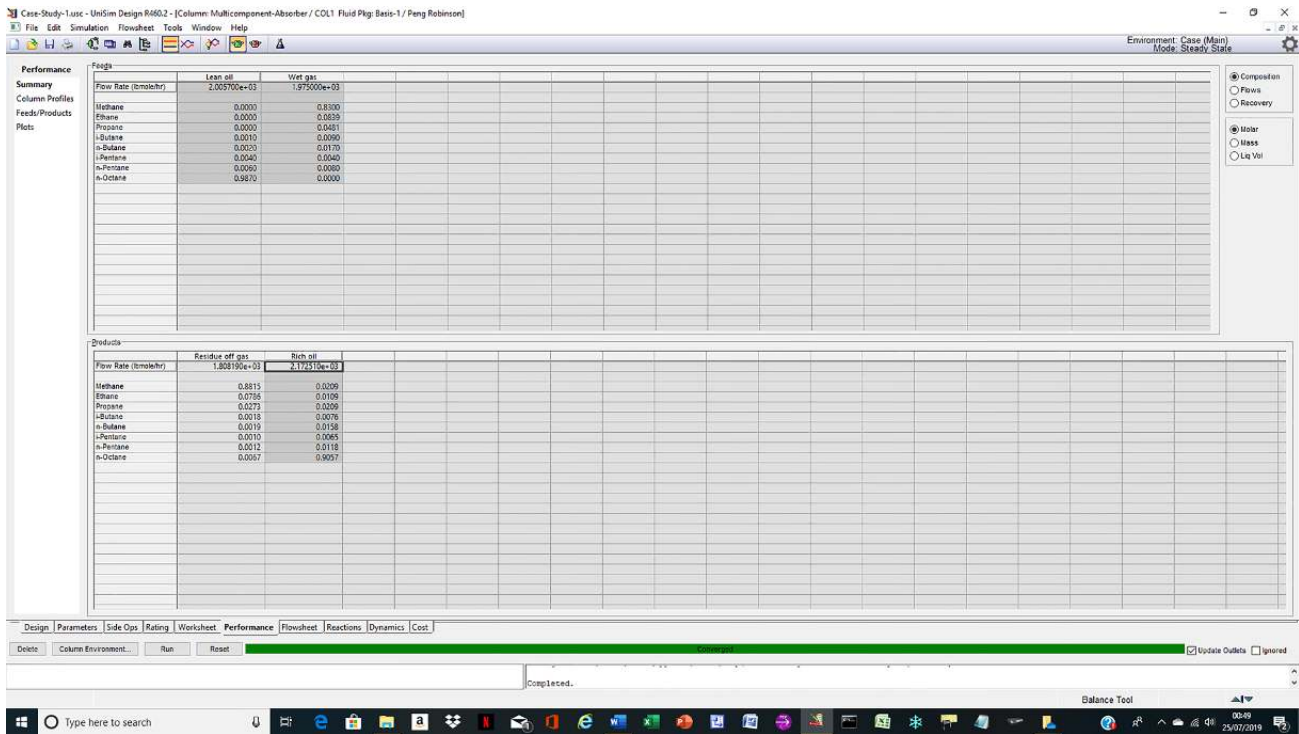 Case-Study-1.usc - UniSim Design R460.2 - [Column: Multicomponent-Absorber / COL1 Fluid Pkg: Basis-1 / Peng Robinson]
File Edit Simulation Flowsheet Tools Window Help
Environment: Case (Main)
Mode: Steady State
Performance
Summary
Column Profiles
Feeds/Products
Plots
Feeds
Lean oil Wet gas
Flow Rate (lbmole/hr) 2.005700e+03 1.975000e+03
Methane 0.0000 0.8300
Ethane 0.0000 0.0839
Propane 0.0000 0.0481
i-Butane 0.0010 0.0090
n-Butane 0.0020 0.0170
i-Pentane 0.0040 0.0040
n-Pentane 0.0060 0.0080
n-Octane 0.9870 0.0000
Composition
Flows
Recovery
Molar
Mass
Liq Vol
Products
Residue off gas Rich oil
Flow Rate (lbmole/hr) 1.808190e+03 2.172510e+03
Methane 0.8815 0.0209
Ethane 0.0786 0.0109
Propane 0.0273 0.0209
i-Butane 0.0018 0.0076
n-Butane 0.0019 0.0158
i-Pentane 0.0010 0.0065
n-Pentane 0.0012 0.0118
n-Octane 0.0067 0.9057
Design Parameters Side Ops Rating Worksheet Performance Flowsheet Reactions Dynamics Cost
Delete Column Environment... Run Reset Converged Update Outlets Ignored
Completed.
Balance Tool
Type here to search
00:49
25/07/2019